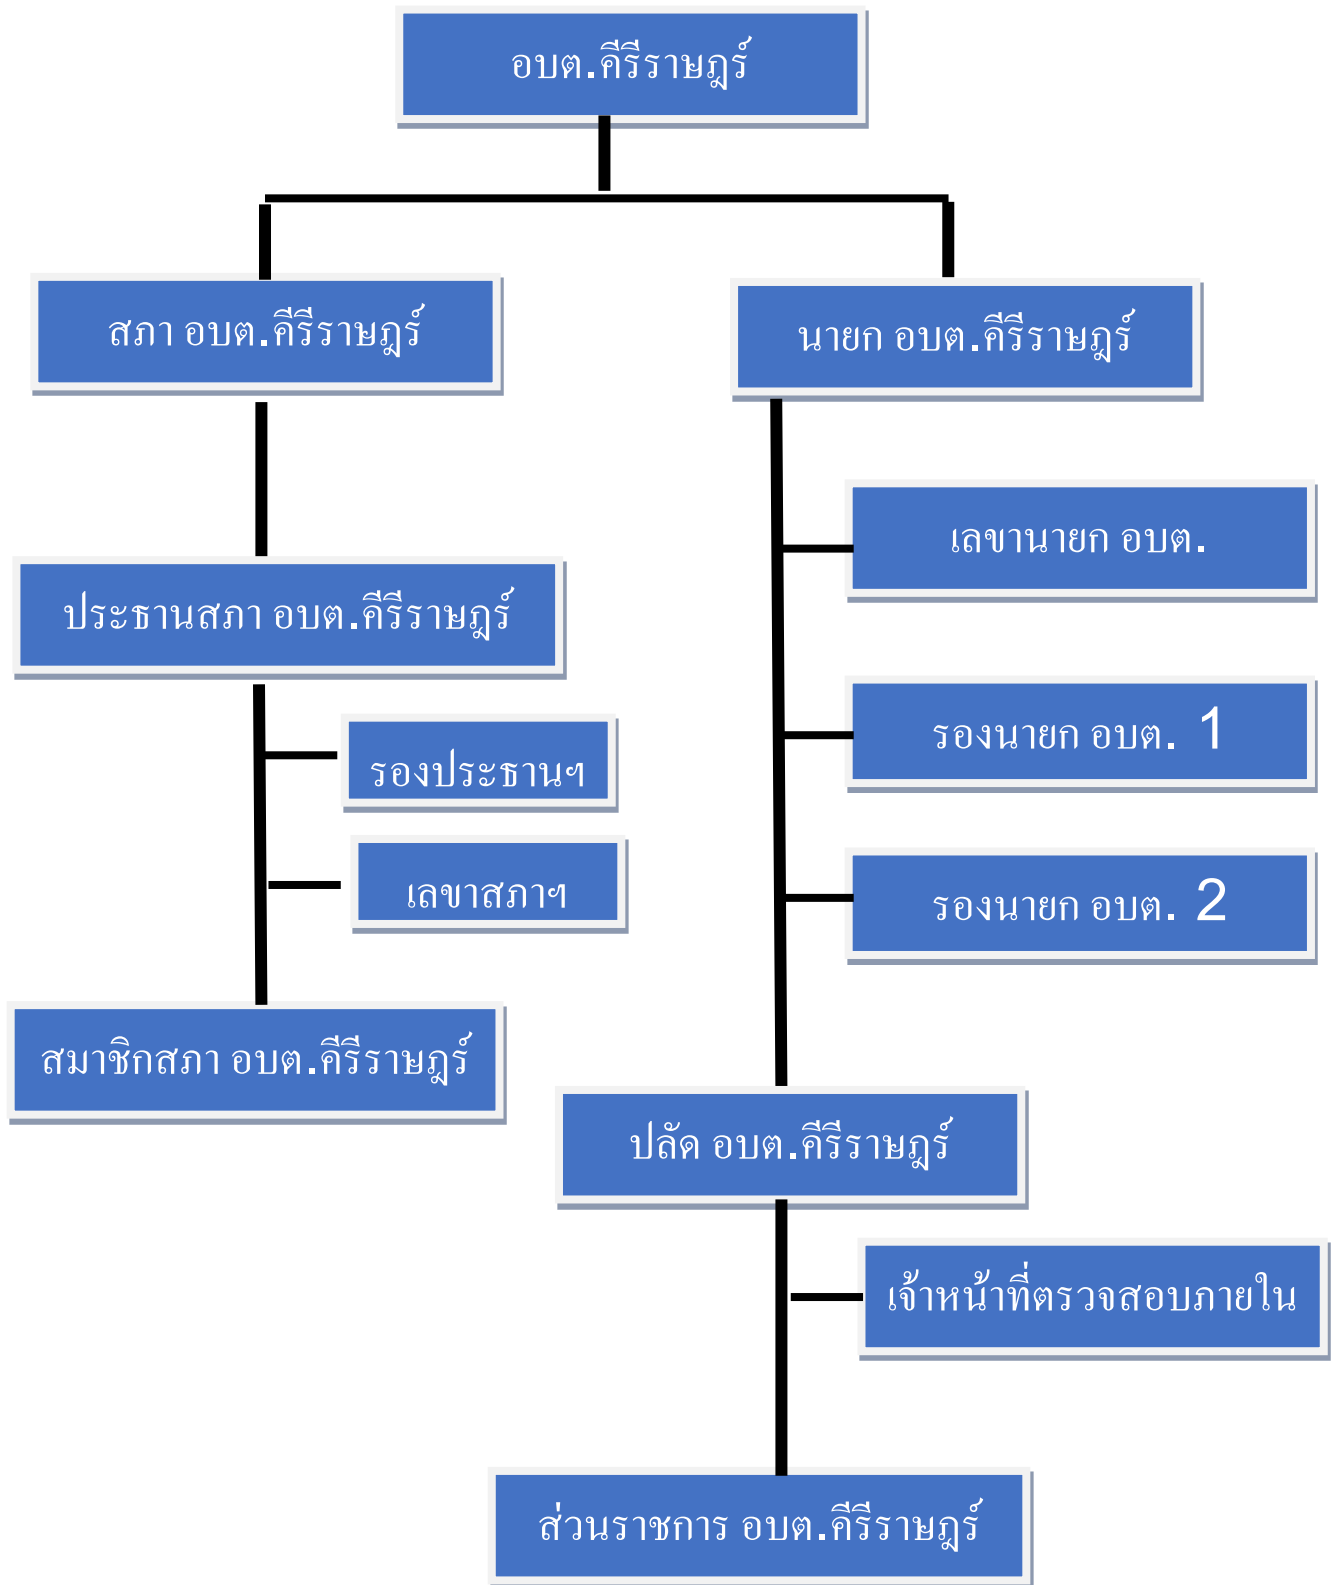 อบต.คีรีราษฎร์
สภา อบต.คีรีราษฎร์
นายก อบต.คีรีราษฎร์
เลขานายก อบต.
ประธานสภา อบต.คีรีราษฎร์
รองนายก อบต. 1
รองประธานฯ
เลขาสภาฯ
รองนายก อบต. 2
สมาชิกสภา อบต.คีรีราษฎร์
ปลัด อบต.คีรีราษฎร์
เจ้าหน้าที่ตรวจสอบภายใน
ส่วนราชการ อบต.คีรีราษฎร์